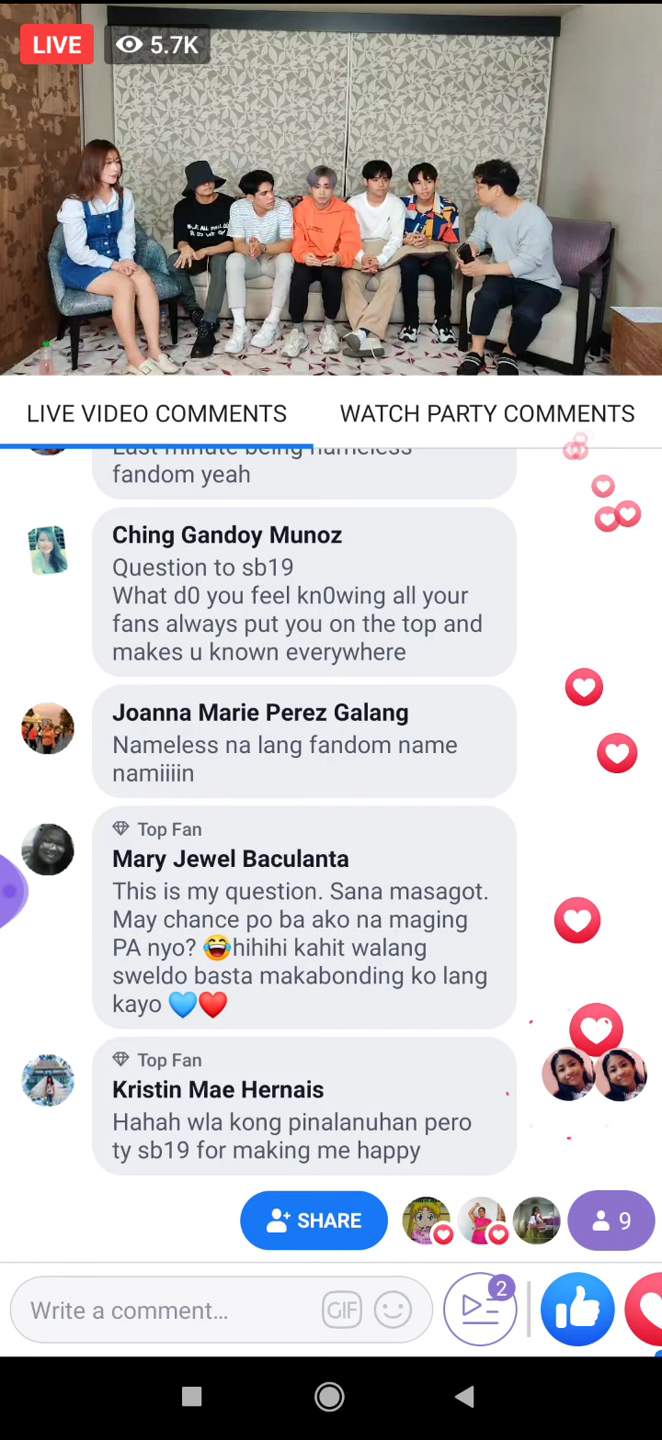 LIVE 5.7K
LIVE VIDEO COMMENTS WATCH PARTY COMMENTS
Last minute being nameless
fandom yeah
Ching Gandoy Munoz
Question to sb19
What d0 you feel kn0wing all your
fans always put you on the top and
makes u known everywhere
Joanna Marie Perez Galang
Nameless na lang fandom name
namiiiin
Top Fan
Mary Jewel Baculanta
This is my question. Sana masagot.
May chance po ba ako na maging
PA nyo? 😂hihihi kahit walang
sweldo basta makabonding ko lang
kayo 💙❤️
Top Fan
Kristin Mae Hernais
Hahah wla kong pinalanuhan pero
ty sb19 for making me happy
SHARE 9
Write a comment... GIF 2